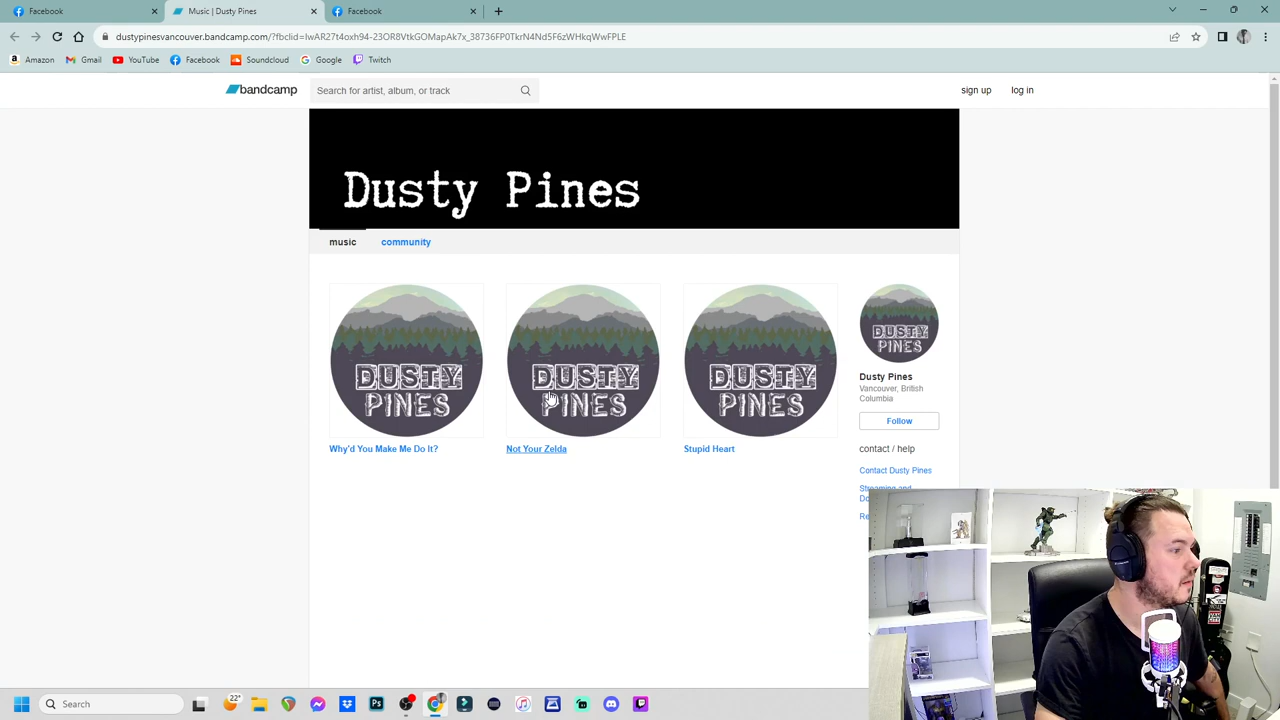 Facebook
Music | Dusty Pines
Facebook
dustypinesvancouver.bandcamp.com/?fbclid=IwAR27t4oxh94-23OR8VtkGOMapAk7x_38736FP0TkrN4Nd5F6zWHkqWwFPLE
Amazon
Gmail
YouTube
Facebook
Soundcloud
Google
Twitch
bandcamp
Search for artist, album, or track
sign up
log in
Dusty Pines
music
community
DUSTY
PINES
DUSTY
PINES
DUSTY
PINES
DUSTY
PINES
Why'd You Make Me Do It?
Not Your Zelda
Stupid Heart
Dusty Pines
Vancouver, British
Columbia
Follow
contact / help
Contact Dusty Pines
Streaming and
22°
Search